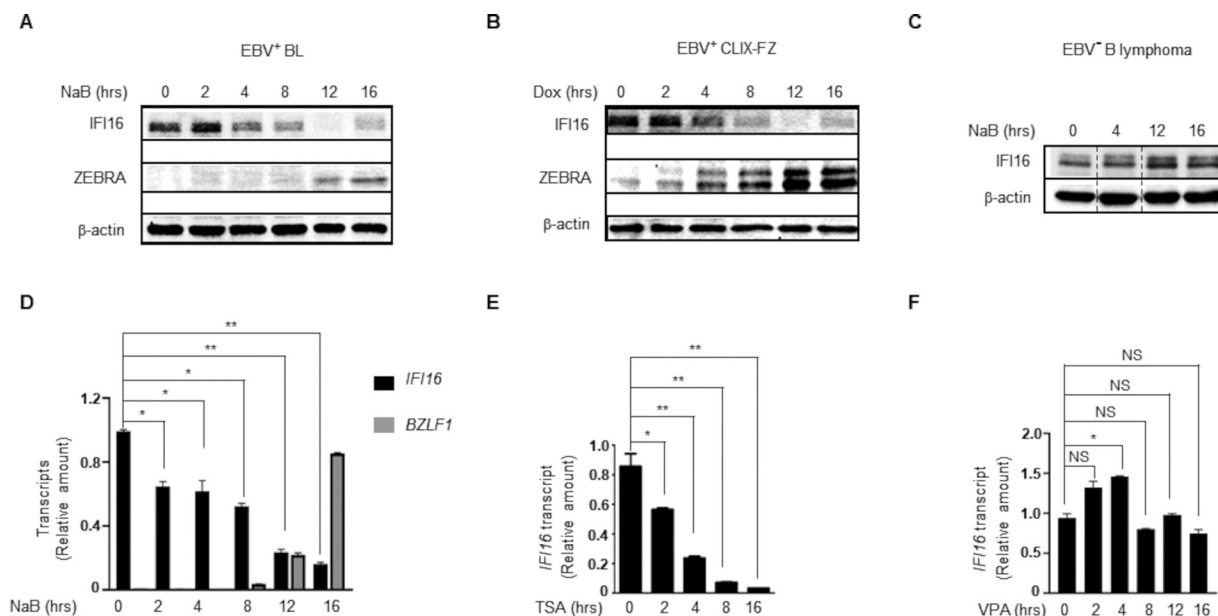 A
EBV⁺ BL
NaB (hrs) 0 2 4 8 12 16
IFI16
ZEBRA
β-actin
B
EBV⁺ CLIX-FZ
Dox (hrs) 0 2 4 8 12 16
IFI16
ZEBRA
β-actin
C
EBV⁻ B lymphoma
NaB (hrs) 0 4 12 16
IFI16
β-actin
D
**
**
*
*
*
IFI16
BZLF1
Transcripts
(Relative amount)
1.2
0.8
0.4
0
NaB (hrs) 0 2 4 8 12 16
E
**
**
**
*
IFI16 transcript
(Relative amount)
1.0
0.8
0.6
0.4
0.2
0.0
TSA (hrs) 0 2 4 8 16
F
NS
NS
NS
*
NS
IFI16 transcript
(Relative amount)
2.0
1.5
1.0
0.5
0.0
VPA (hrs) 0 2 4 8 12 16